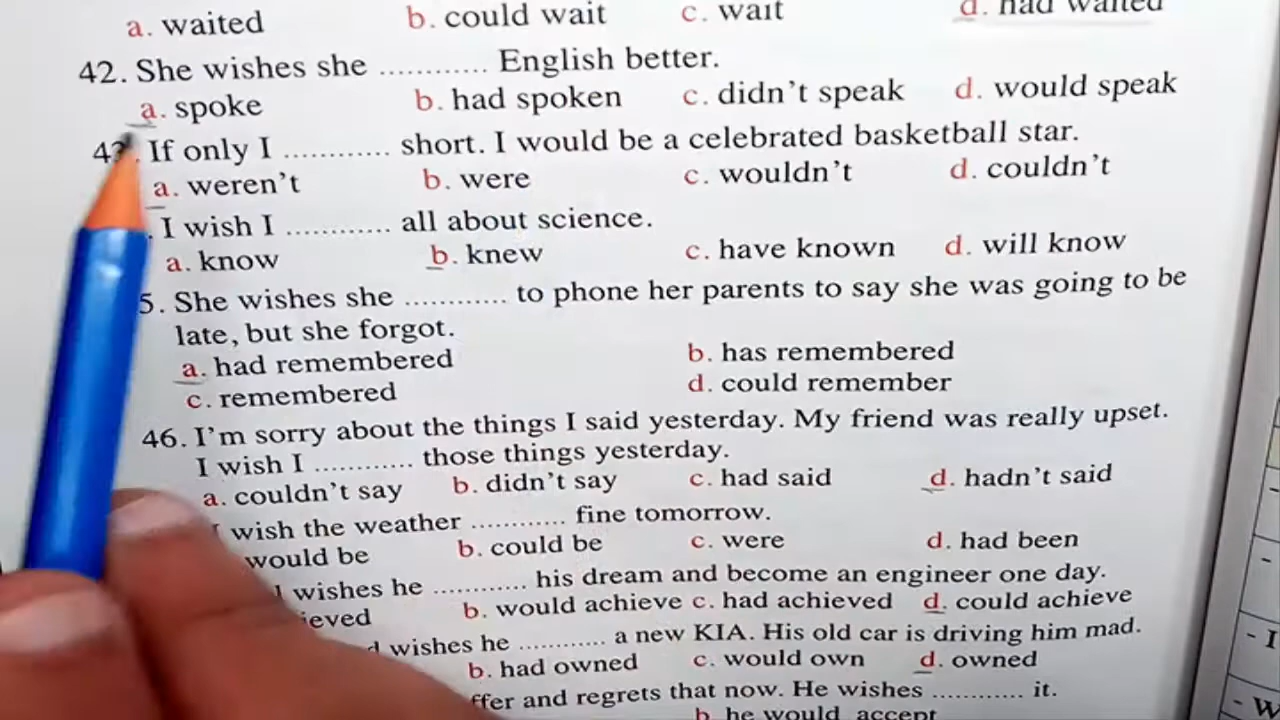 a. waited b. could wait c. wait d. had waited
42. She wishes she ............ English better.
a. spoke b. had spoken c. didn't speak d. would speak
43. If only I ............ short. I would be a celebrated basketball star.
a. weren't b. were c. wouldn't d. couldn't
. I wish I ............ all about science.
a. know b. knew c. have known d. will know
5. She wishes she ............ to phone her parents to say she was going to be
late, but she forgot.
a. had remembered b. has remembered
c. remembered d. could remember
46. I'm sorry about the things I said yesterday. My friend was really upset.
I wish I ............ those things yesterday.
a. couldn't say b. didn't say c. had said d. hadn't said
I wish the weather ............ fine tomorrow.
would be b. could be c. were d. had been
wishes he ............ his dream and become an engineer one day.
b. would achieve c. had achieved d. could achieve
wishes he ............ a new KIA. His old car is driving him mad.
b. had owned c. would own d. owned
and regrets that now. He wishes ............ it.
b. he would accept